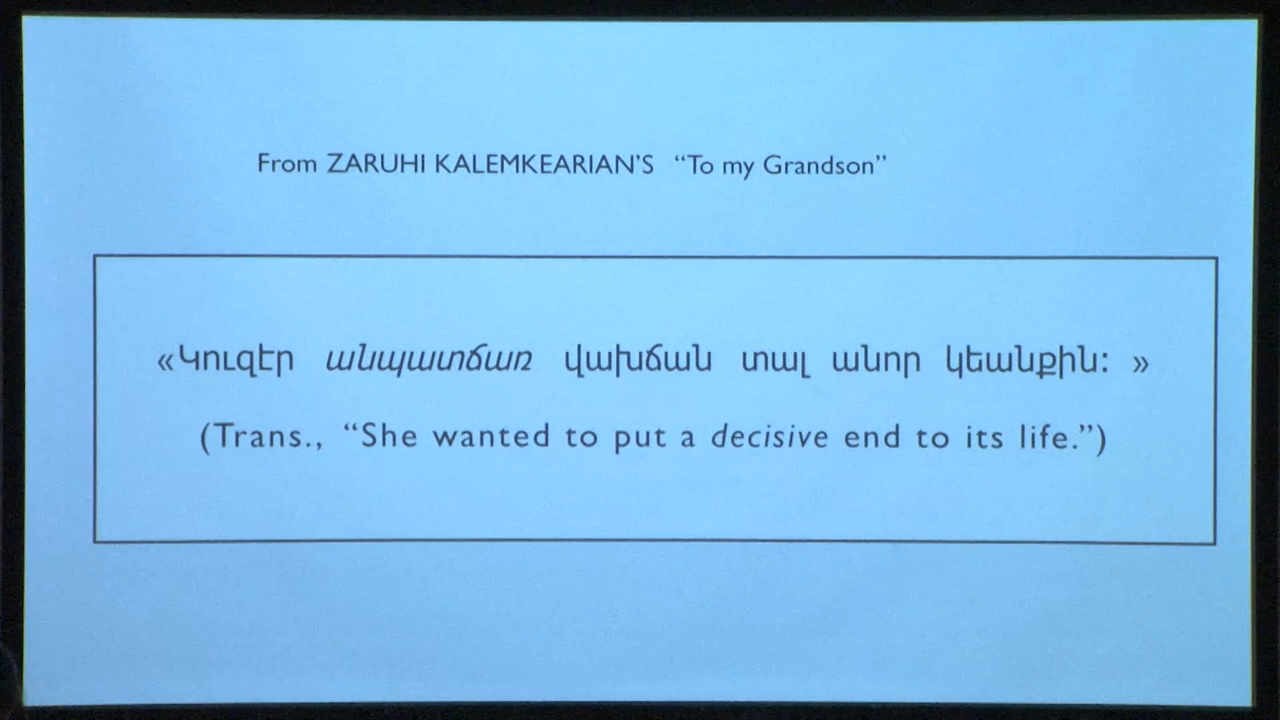 From ZARUHI KALEMKEARIAN'S “To my Grandson”
«Կուզէր անպատճառ վախճան տալ անոր կեանքին: »
(Trans., “She wanted to put a decisive end to its life.”)